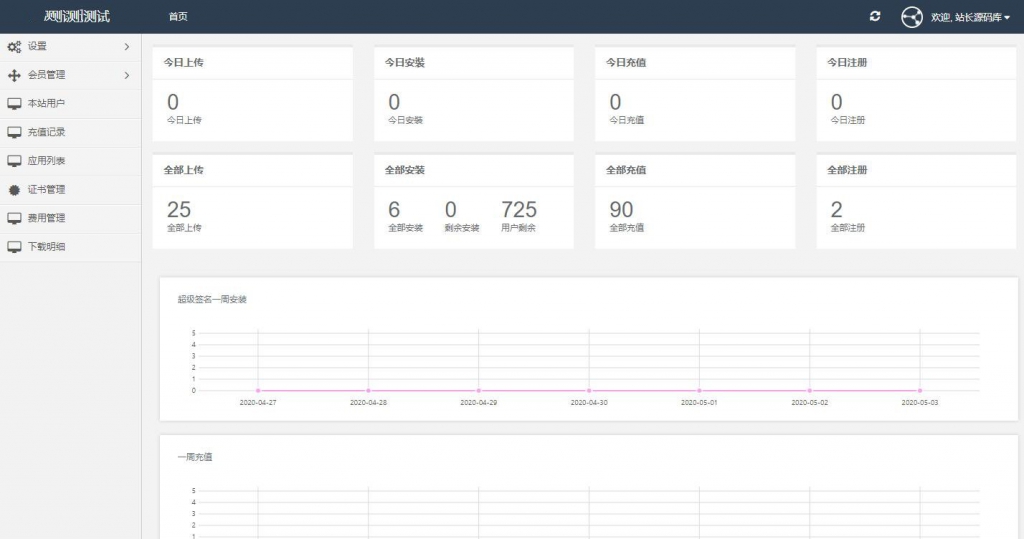 测测测测试
首页
欢迎, 站长源码库
设置
会员管理
本站用户
充值记录
应用列表
证书管理
费用管理
下载明细
今日上传
今日安装
今日充值
今日注册
0
0
0
0
今日上传
今日安装
今日充值
今日注册
全部上传
全部安装
全部充值
全部注册
25
6
0
725
90
2
全部上传
全部安装
剩余安装
用户剩余
全部充值
全部注册
超级签名一周安装
5
4
3
2
1
0
2020-04-27
2020-04-28
2020-04-29
2020-04-30
2020-05-01
2020-05-02
2020-05-03
一周充值
5
4
3
2
1